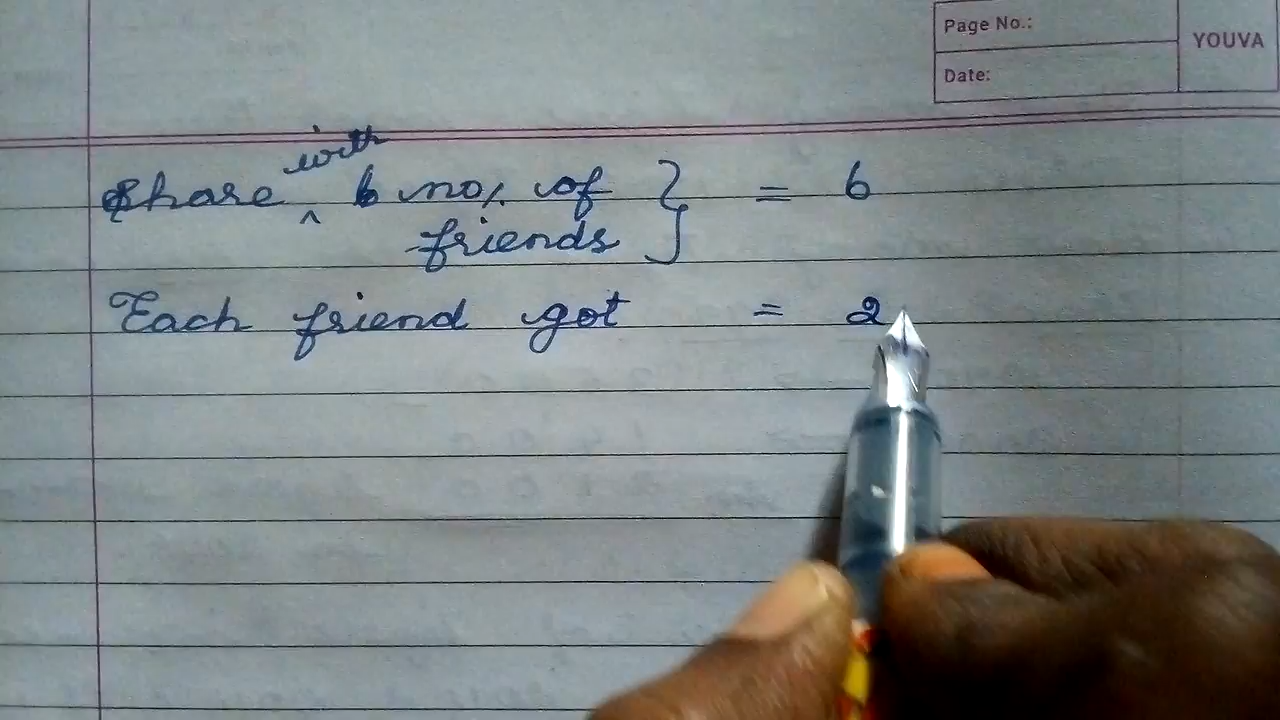 Page No.:
YOUVA
Date:
with
Share ^ 6 no/. of } = 6
friends
Each friend got = 2